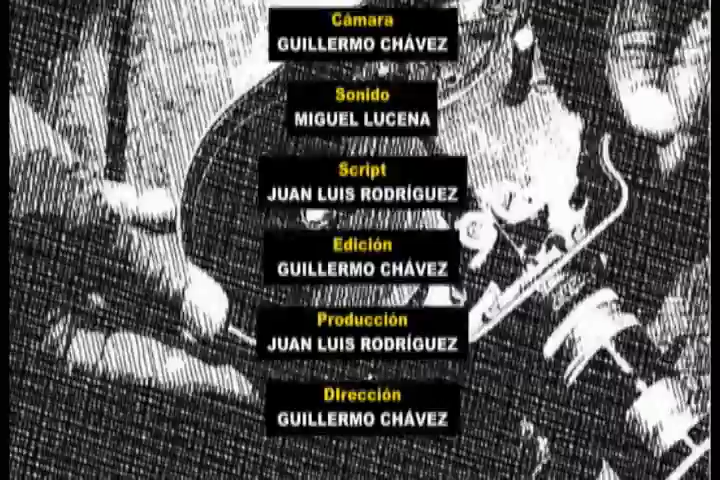 Cámara
GUILLERMO CHÁVEZ
Sonido
MIGUEL LUCENA
Script
JUAN LUIS RODRÍGUEZ
Edición
GUILLERMO CHÁVEZ
Producción
JUAN LUIS RODRÍGUEZ
DIrección
GUILLERMO CHÁVEZ